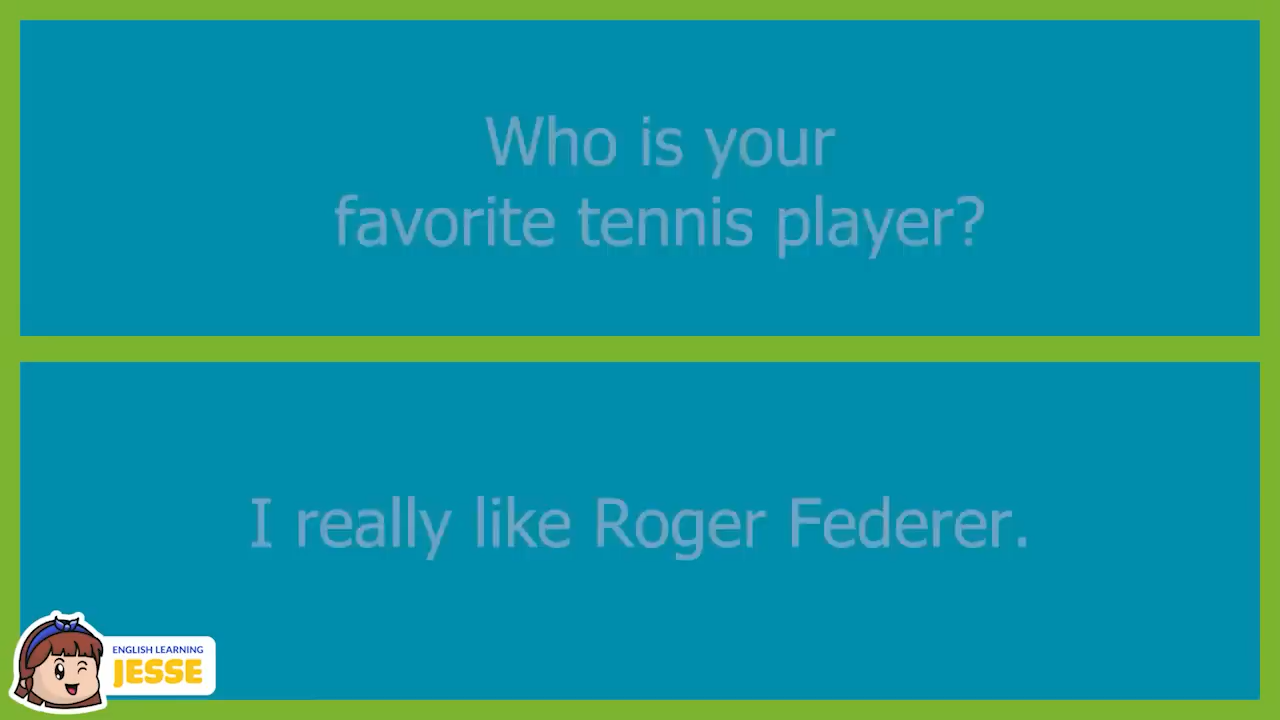 Who is your
favorite tennis player?
I really like Roger Federer.
ENGLISH LEARNING
JESSE